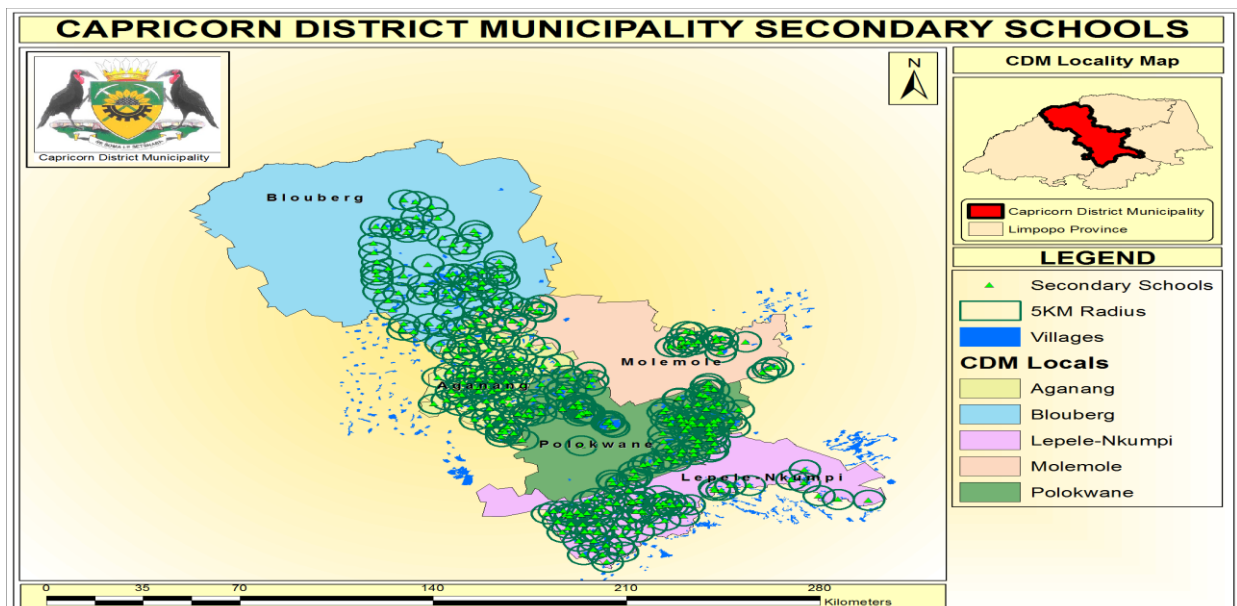 CAPRICORN DISTRICT MUNICIPALITY SECONDARY SCHOOLS
Capricorn District Municipality
N
Blouberg
Molemole
Aganang
Polokwane
Lepele-Nkumpi
0 35 70 140 210 280
Kilometers
CDM Locality Map
Capricorn District Municipality
Limpopo Province
LEGEND
Secondary Schools
5KM Radius
Villages
CDM Locals
Aganang
Blouberg
Lepele-Nkumpi
Molemole
Polokwane